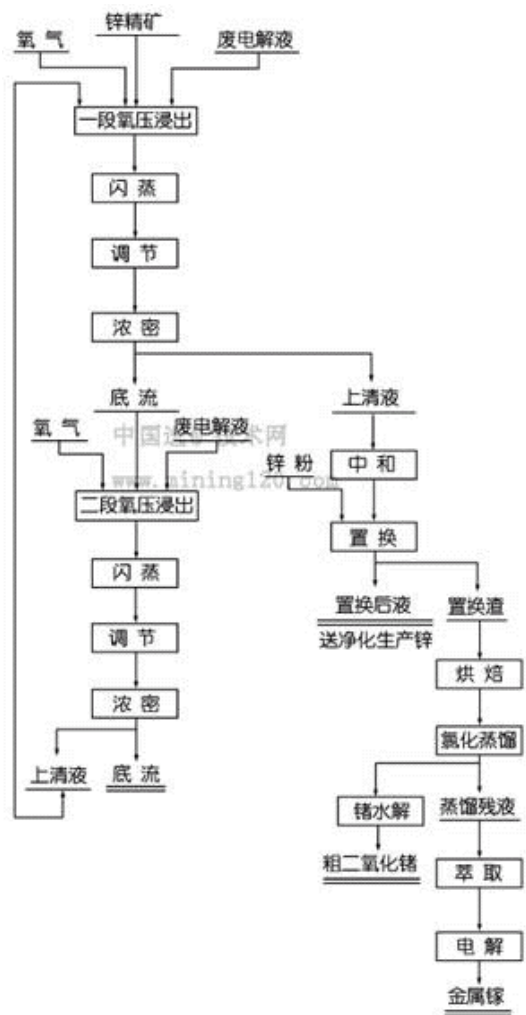 锌精矿
氧气
废电解液
一段氧压浸出
闪蒸
调节
浓密
底流
上清液
氧气
废电解液
中国选矿技术网
www.mining120.com
锌粉
中和
二段氧压浸出
置换
闪蒸
置换后液
置换渣
送净化生产锌
调节
烘焙
浓密
氯化蒸馏
上清液
底流
锗水解
蒸馏残液
粗二氧化锗
萃取
电解
金属镓